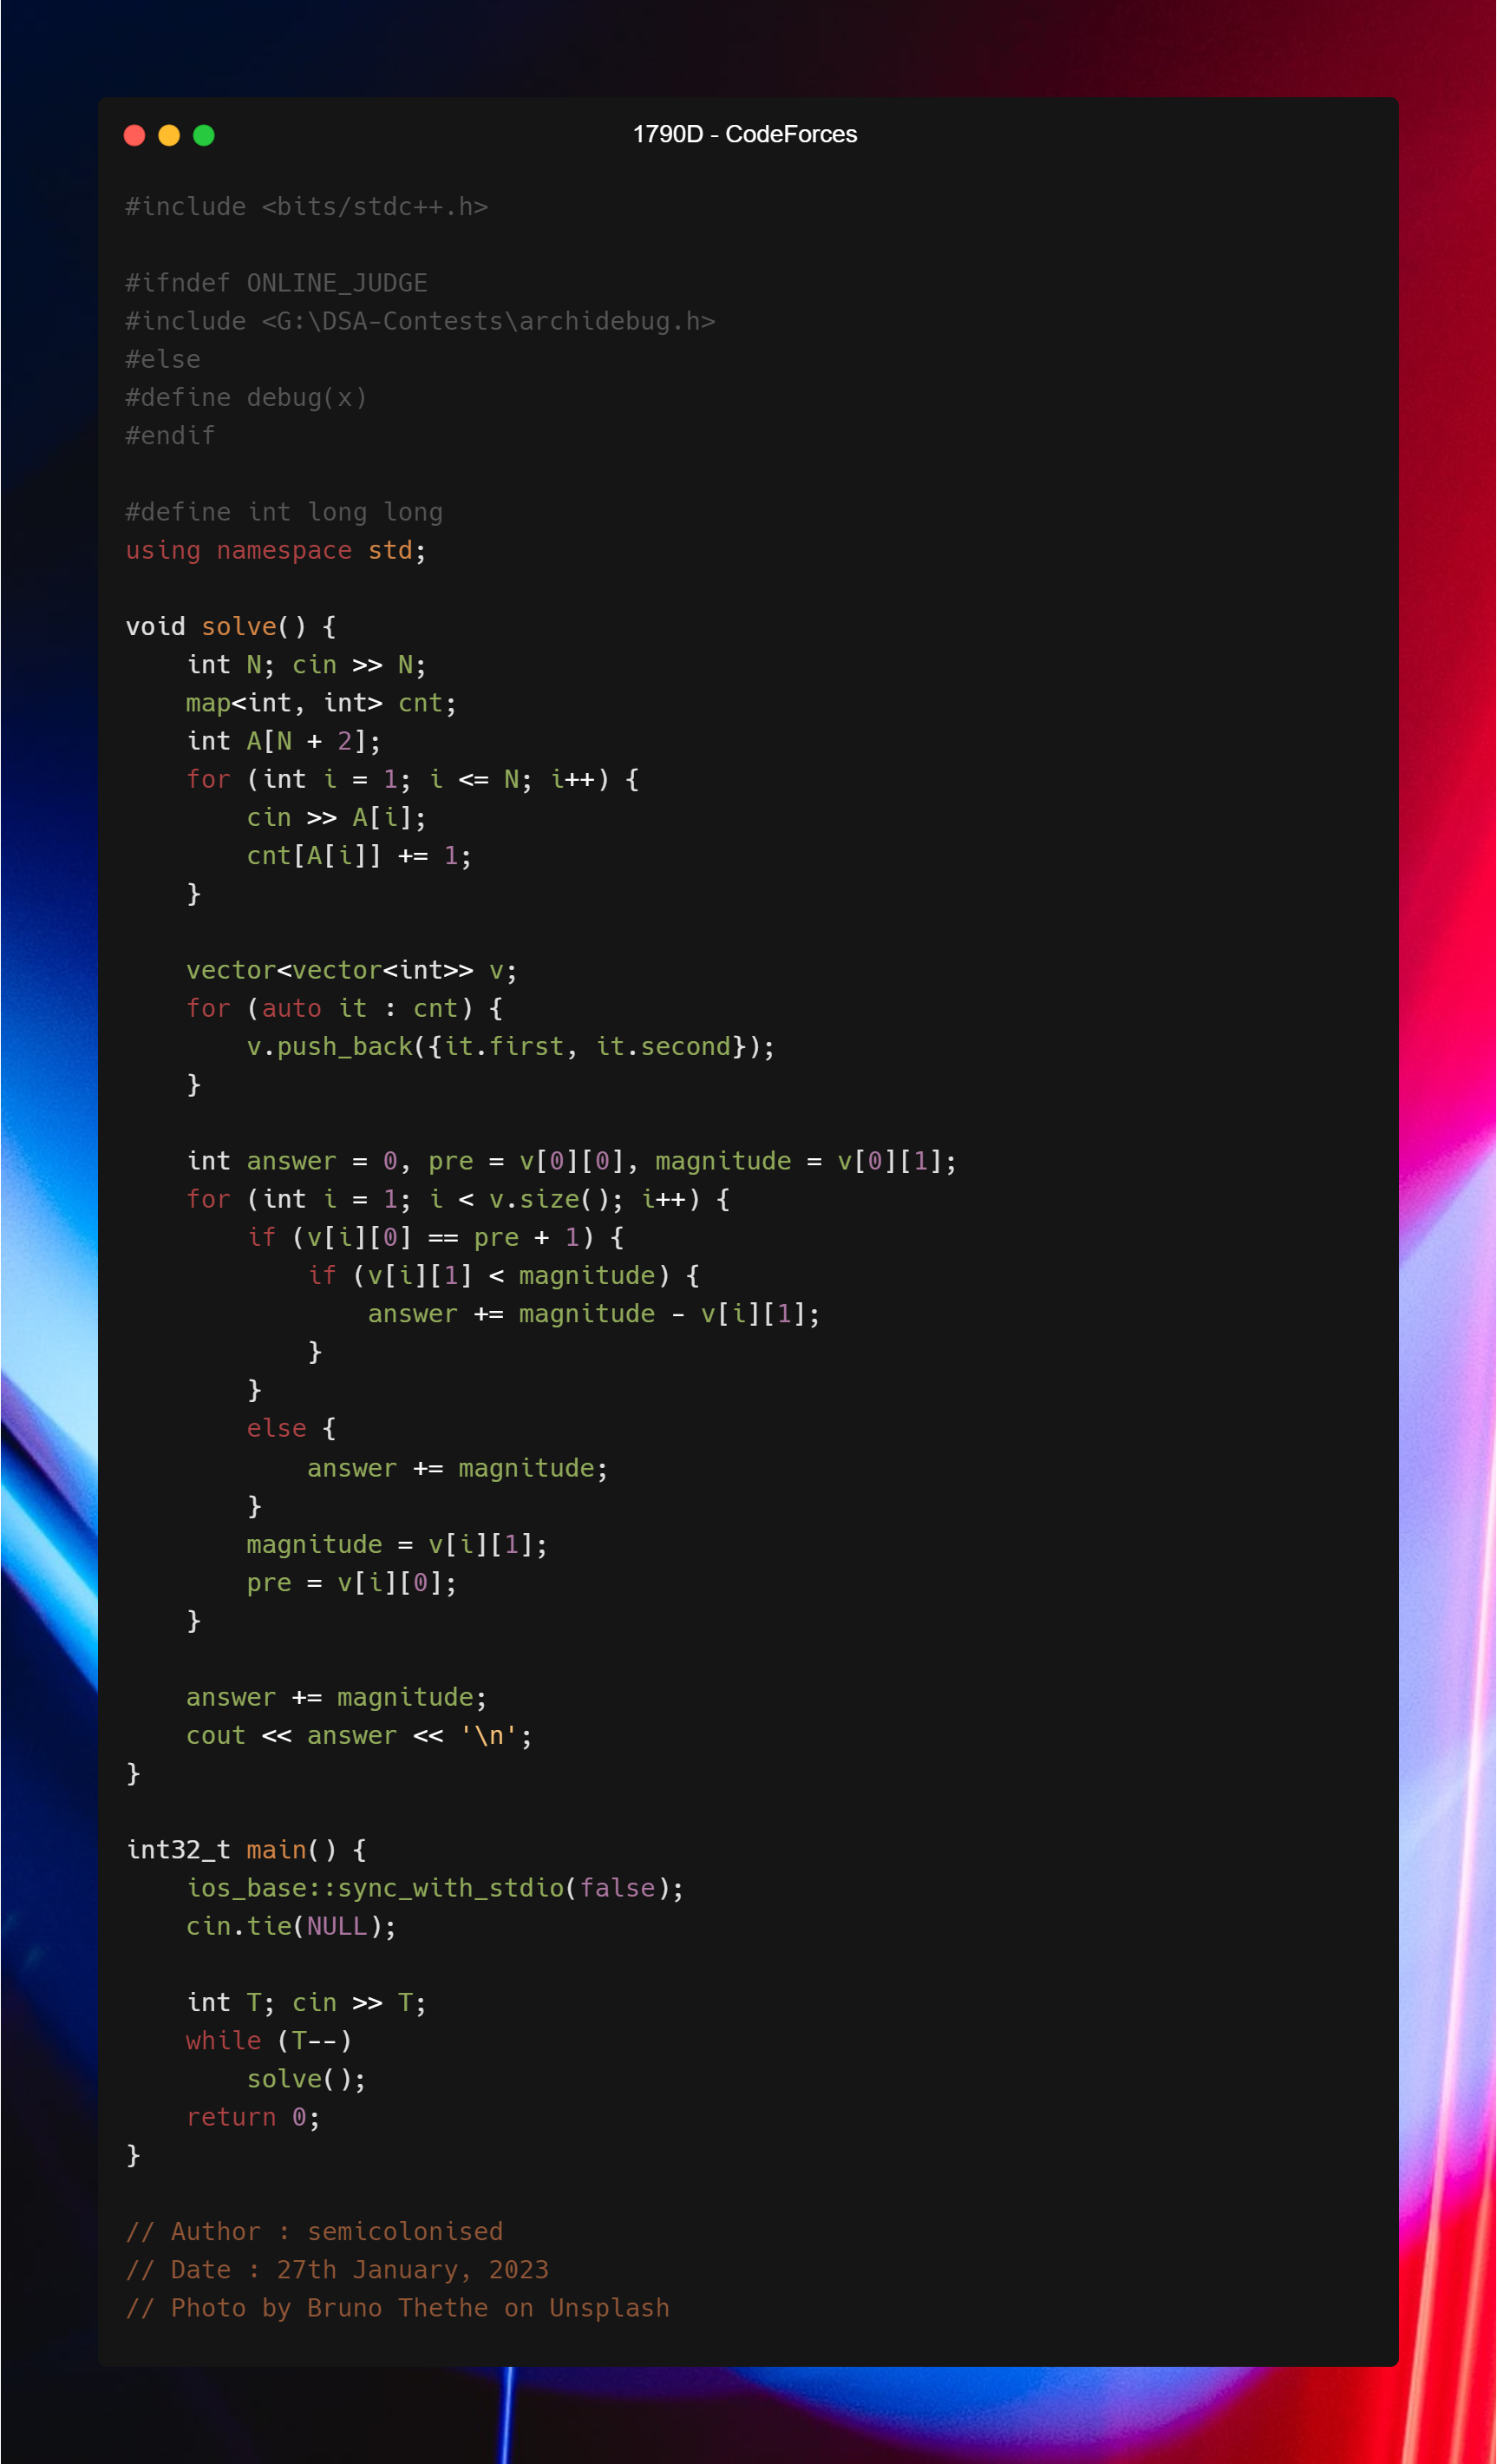 1790D - CodeForces
#include <bits/stdc++.h>
#ifndef ONLINE_JUDGE
#include <G:\DSA-Contests\archidebug.h>
#else
#define debug(x)
#endif
#define int long long
using namespace std;
void solve() {
    int N; cin >> N;
    map<int, int> cnt;
    int A[N + 2];
    for (int i = 1; i <= N; i++) {
        cin >> A[i];
        cnt[A[i]] += 1;
    }
    vector<vector<int>> v;
    for (auto it : cnt) {
        v.push_back({it.first, it.second});
    }
    int answer = 0, pre = v[0][0], magnitude = v[0][1];
    for (int i = 1; i < v.size(); i++) {
        if (v[i][0] == pre + 1) {
            if (v[i][1] < magnitude) {
                answer += magnitude - v[i][1];
            }
        }
        else {
            answer += magnitude;
        }
        magnitude = v[i][1];
        pre = v[i][0];
    }
    answer += magnitude;
    cout << answer << '\n';
}
int32_t main() {
    ios_base::sync_with_stdio(false);
    cin.tie(NULL);
    int T; cin >> T;
    while (T--)
        solve();
    return 0;
}
// Author : semicolonised
// Date : 27th January, 2023
// Photo by Bruno Thethe on Unsplash